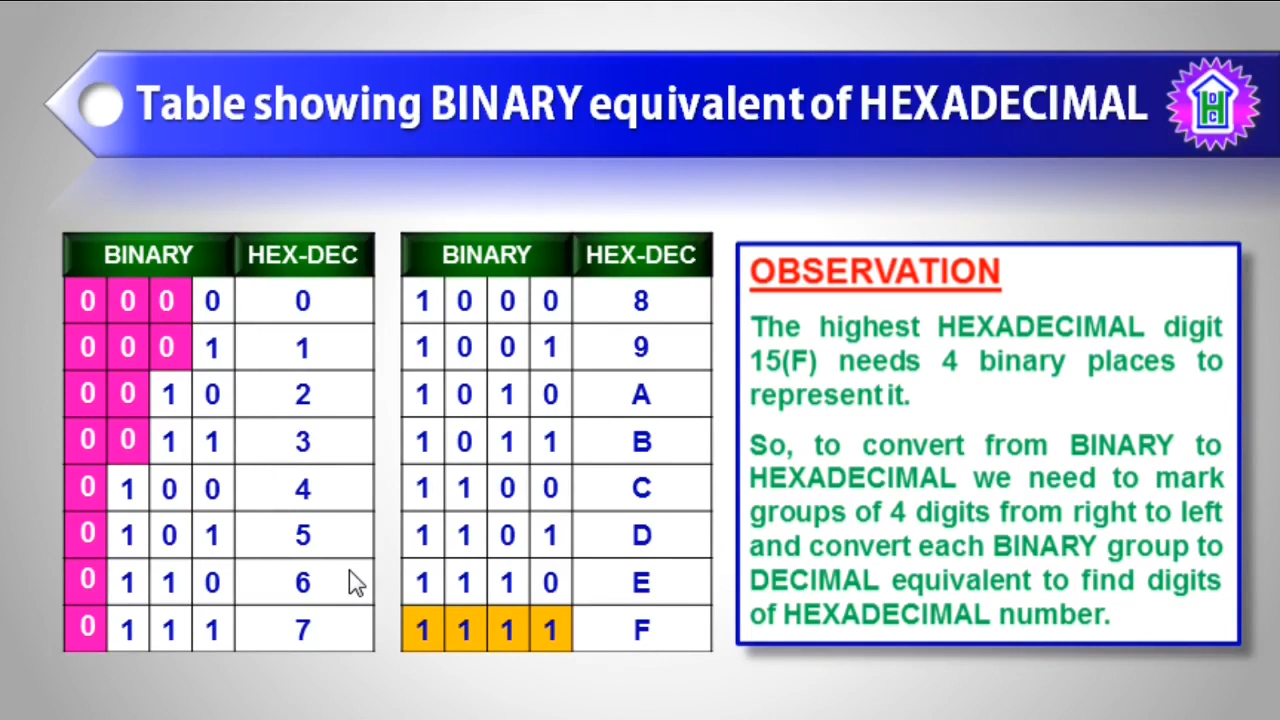 Table showing BINARY equivalent of HEXADECIMAL
BINARY HEX-DEC
0 0 0 0 0
0 0 0 1 1
0 0 1 0 2
0 0 1 1 3
0 1 0 0 4
0 1 0 1 5
0 1 1 0 6
0 1 1 1 7
BINARY HEX-DEC
1 0 0 0 8
1 0 0 1 9
1 0 1 0 A
1 0 1 1 B
1 1 0 0 C
1 1 0 1 D
1 1 1 0 E
1 1 1 1 F
OBSERVATION
The highest HEXADECIMAL digit
15(F) needs 4 binary places to
represent it.
So, to convert from BINARY to
HEXADECIMAL we need to mark
groups of 4 digits from right to left
and convert each BINARY group to
DECIMAL equivalent to find digits
of HEXADECIMAL number.